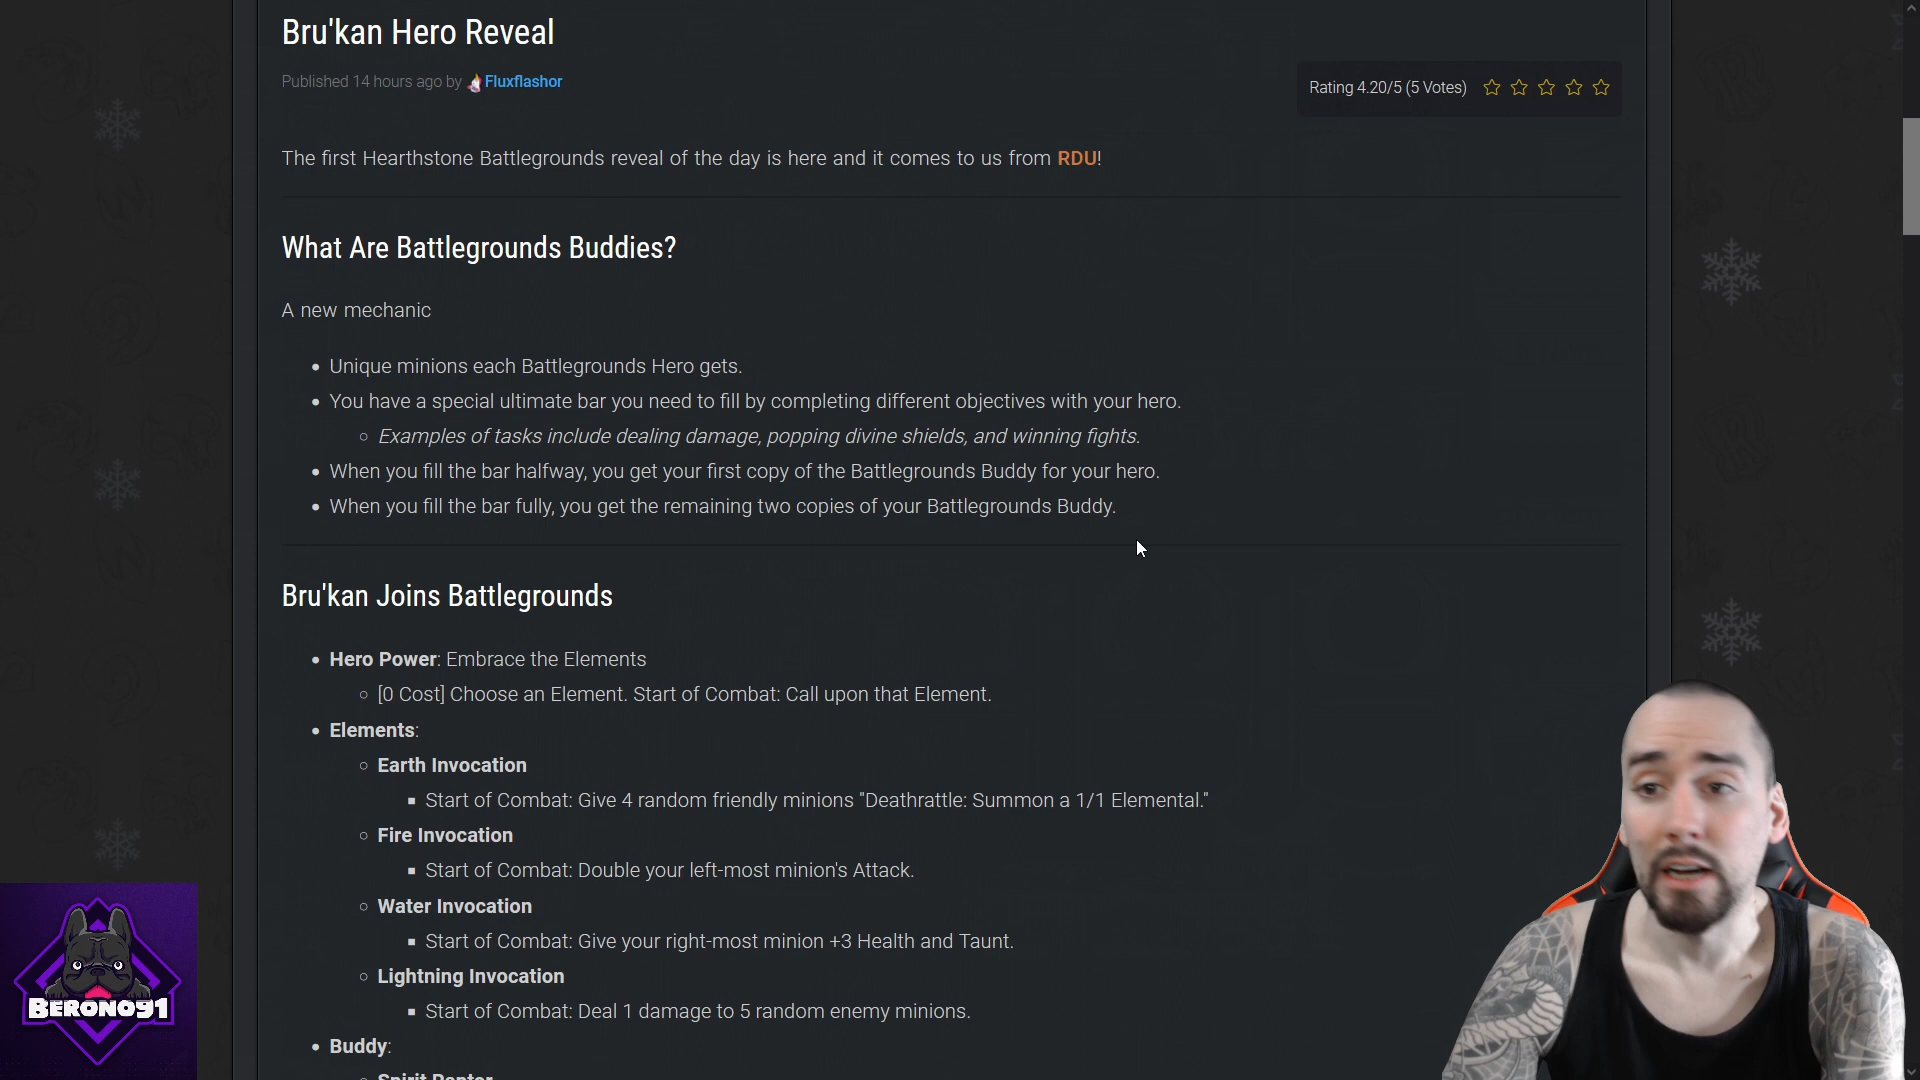 Bru'kan Hero Reveal
Published 14 hours ago by Fluxflashor
Rating 4.20/5 (5 Votes)
The first Hearthstone Battlegrounds reveal of the day is here and it comes to us from RDU!
What Are Battlegrounds Buddies?
A new mechanic
Unique minions each Battlegrounds Hero gets.
You have a special ultimate bar you need to fill by completing different objectives with your hero.
Examples of tasks include dealing damage, popping divine shields, and winning fights.
When you fill the bar halfway, you get your first copy of the Battlegrounds Buddy for your hero.
When you fill the bar fully, you get the remaining two copies of your Battlegrounds Buddy.
Bru'kan Joins Battlegrounds
Hero Power: Embrace the Elements
[0 Cost] Choose an Element. Start of Combat: Call upon that Element.
Elements:
Earth Invocation
Start of Combat: Give 4 random friendly minions "Deathrattle: Summon a 1/1 Elemental."
Fire Invocation
Start of Combat: Double your left-most minion's Attack.
Water Invocation
Start of Combat: Give your right-most minion +3 Health and Taunt.
Lightning Invocation
Start of Combat: Deal 1 damage to 5 random enemy minions.
Buddy:
Spirit Raptor
BERONO91